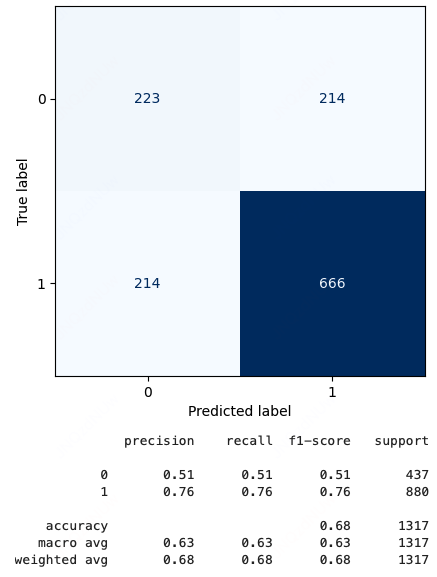 0 223 214
True label
1 214 666
0 1
Predicted label
precision recall f1-score support
0 0.51 0.51 0.51 437
1 0.76 0.76 0.76 880
accuracy 0.68 1317
macro avg 0.63 0.63 0.63 1317
weighted avg 0.68 0.68 0.68 1317